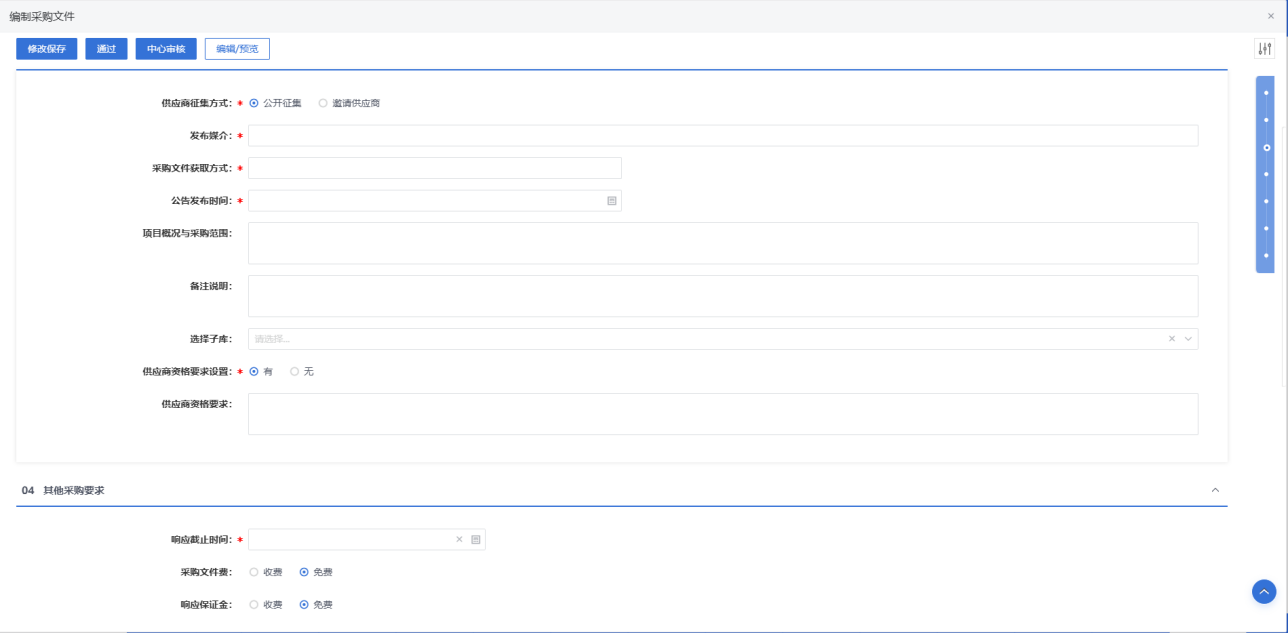 编制采购文件
修改保存 通过 中心审核 编辑/预览
供应商征集方式: * 公开征集 邀请供应商
发布媒介: *
采购文件获取方式: *
公告发布时间: *
项目概况与采购范围:
备注说明:
选择子库: 请选择...
供应商资格要求设置: * 有 无
供应商资格要求:
04 其他采购要求
响应截止时间: *
采购文件费: 收费 免费
响应保证金: 收费 免费